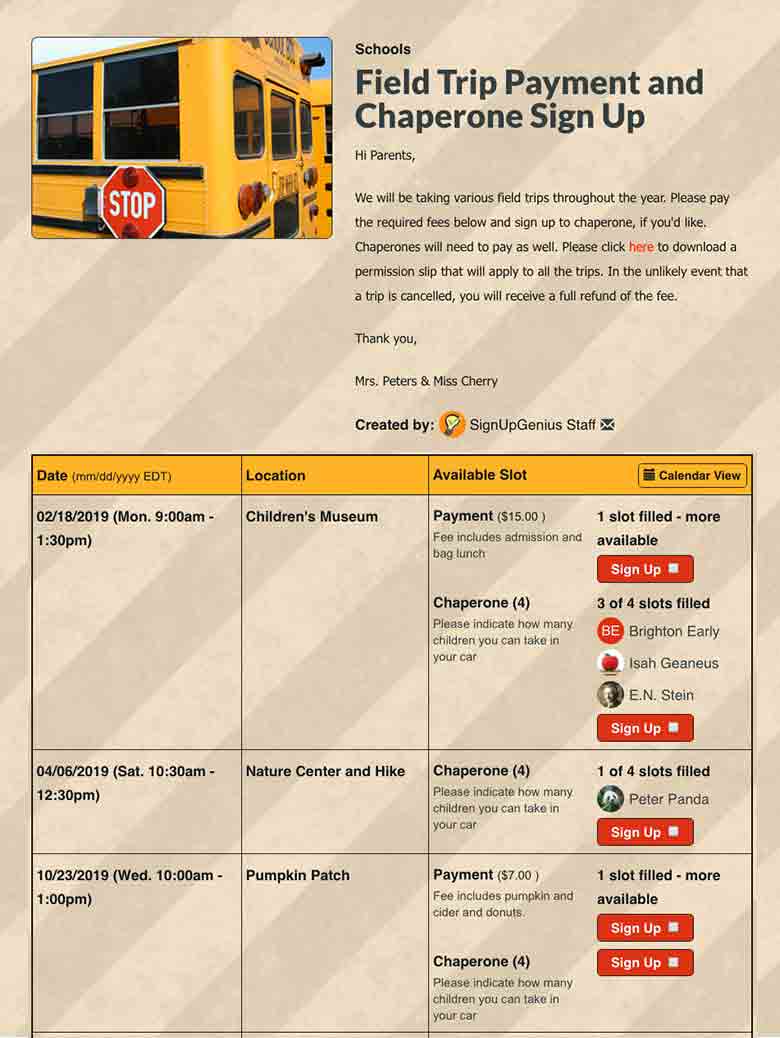 STOP
Schools
Field Trip Payment and
Chaperone Sign Up
Hi Parents,
We will be taking various field trips throughout the year. Please pay
the required fees below and sign up to chaperone, if you'd like.
Chaperones will need to pay as well. Please click here to download a
permission slip that will apply to all the trips. In the unlikely event that
a trip is cancelled, you will receive a full refund of the fee.
Thank you,
Mrs. Peters & Miss Cherry
Created by: SignUpGenius Staff
Date (mm/dd/yyyy EDT) Location Available Slot Calendar View
02/18/2019 (Mon. 9:00am -
1:30pm)
Children's Museum
Payment ($15.00 )
Fee includes admission and
bag lunch
1 slot filled - more
available
Sign Up
Chaperone (4)
Please indicate how many
children you can take in
your car
3 of 4 slots filled
BE Brighton Early
Isah Geaneus
E.N. Stein
Sign Up
04/06/2019 (Sat. 10:30am -
12:30pm)
Nature Center and Hike
Chaperone (4)
Please indicate how many
children you can take in
your car
1 of 4 slots filled
Peter Panda
Sign Up
10/23/2019 (Wed. 10:00am -
1:00pm)
Pumpkin Patch
Payment ($7.00 )
Fee includes pumpkin and
cider and donuts.
1 slot filled - more
available
Sign Up
Chaperone (4)
Please indicate how many
children you can take in
your car
Sign Up